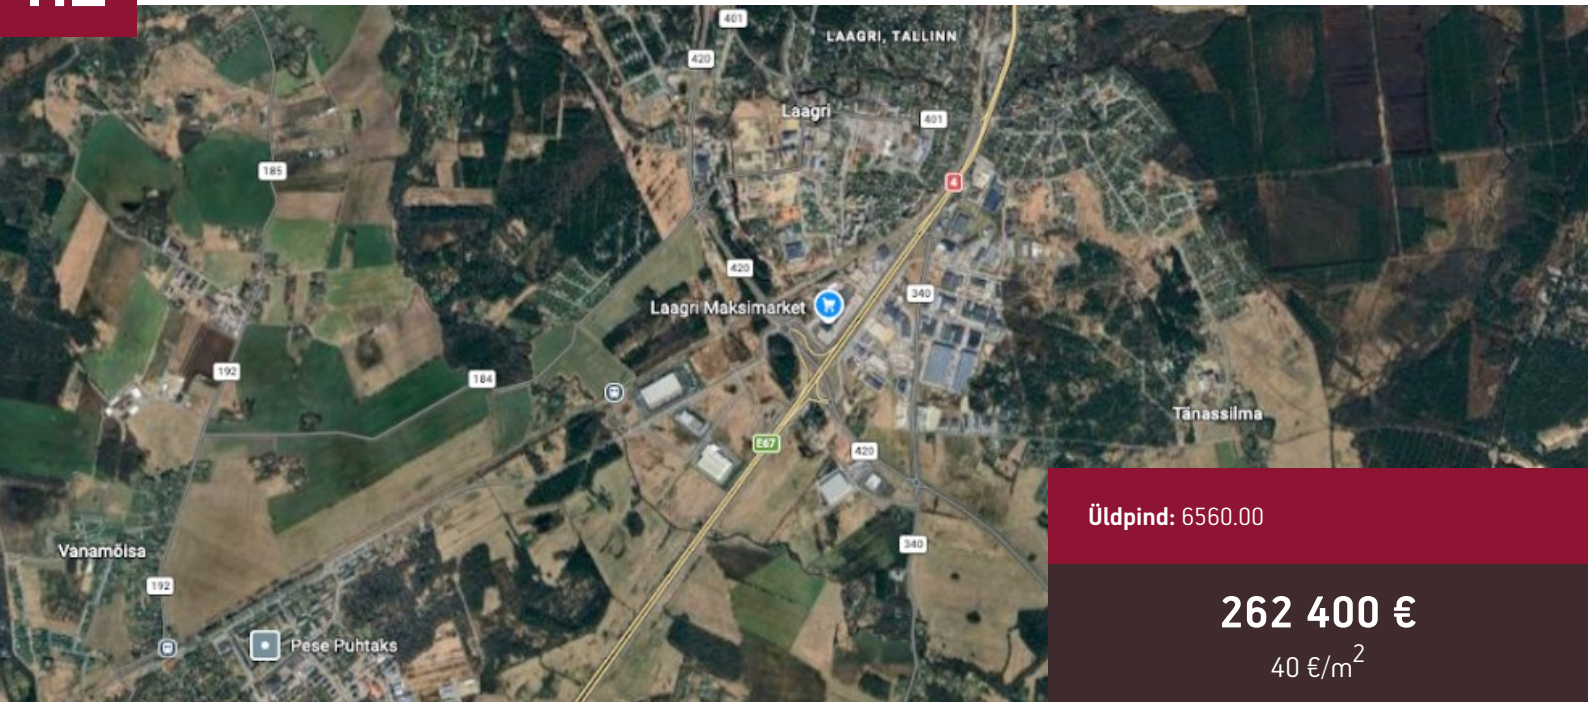 401
LAAGRI, TALLINN
420
Laagri
401
185
4
420
340
Laagri Maksimarket
192
184
Tänassilma
E67
420
Üldpind: 6560.00
340
Vanamõisa
192
262 400 €
Pese Puhtaks
40 €/m²